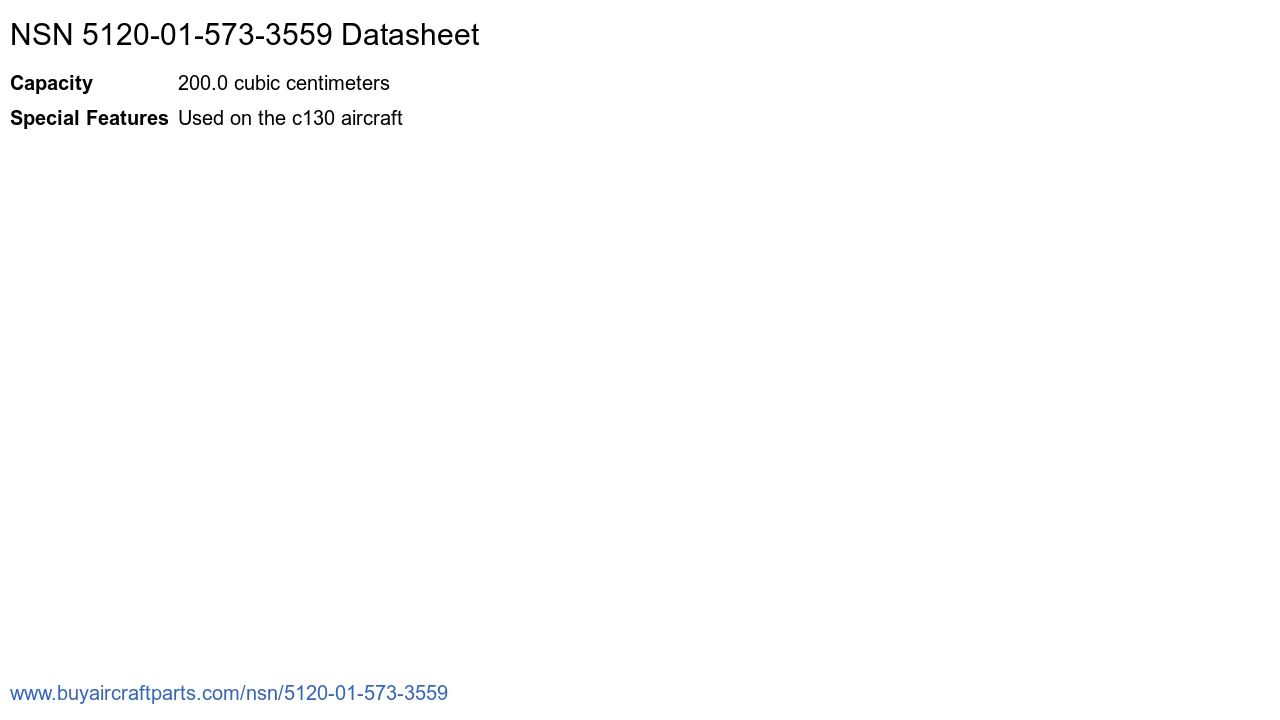 NSN 5120-01-573-3559 Datasheet
Capacity 200.0 cubic centimeters
Special Features Used on the c130 aircraft
www.buyaircraftparts.com/nsn/5120-01-573-3559